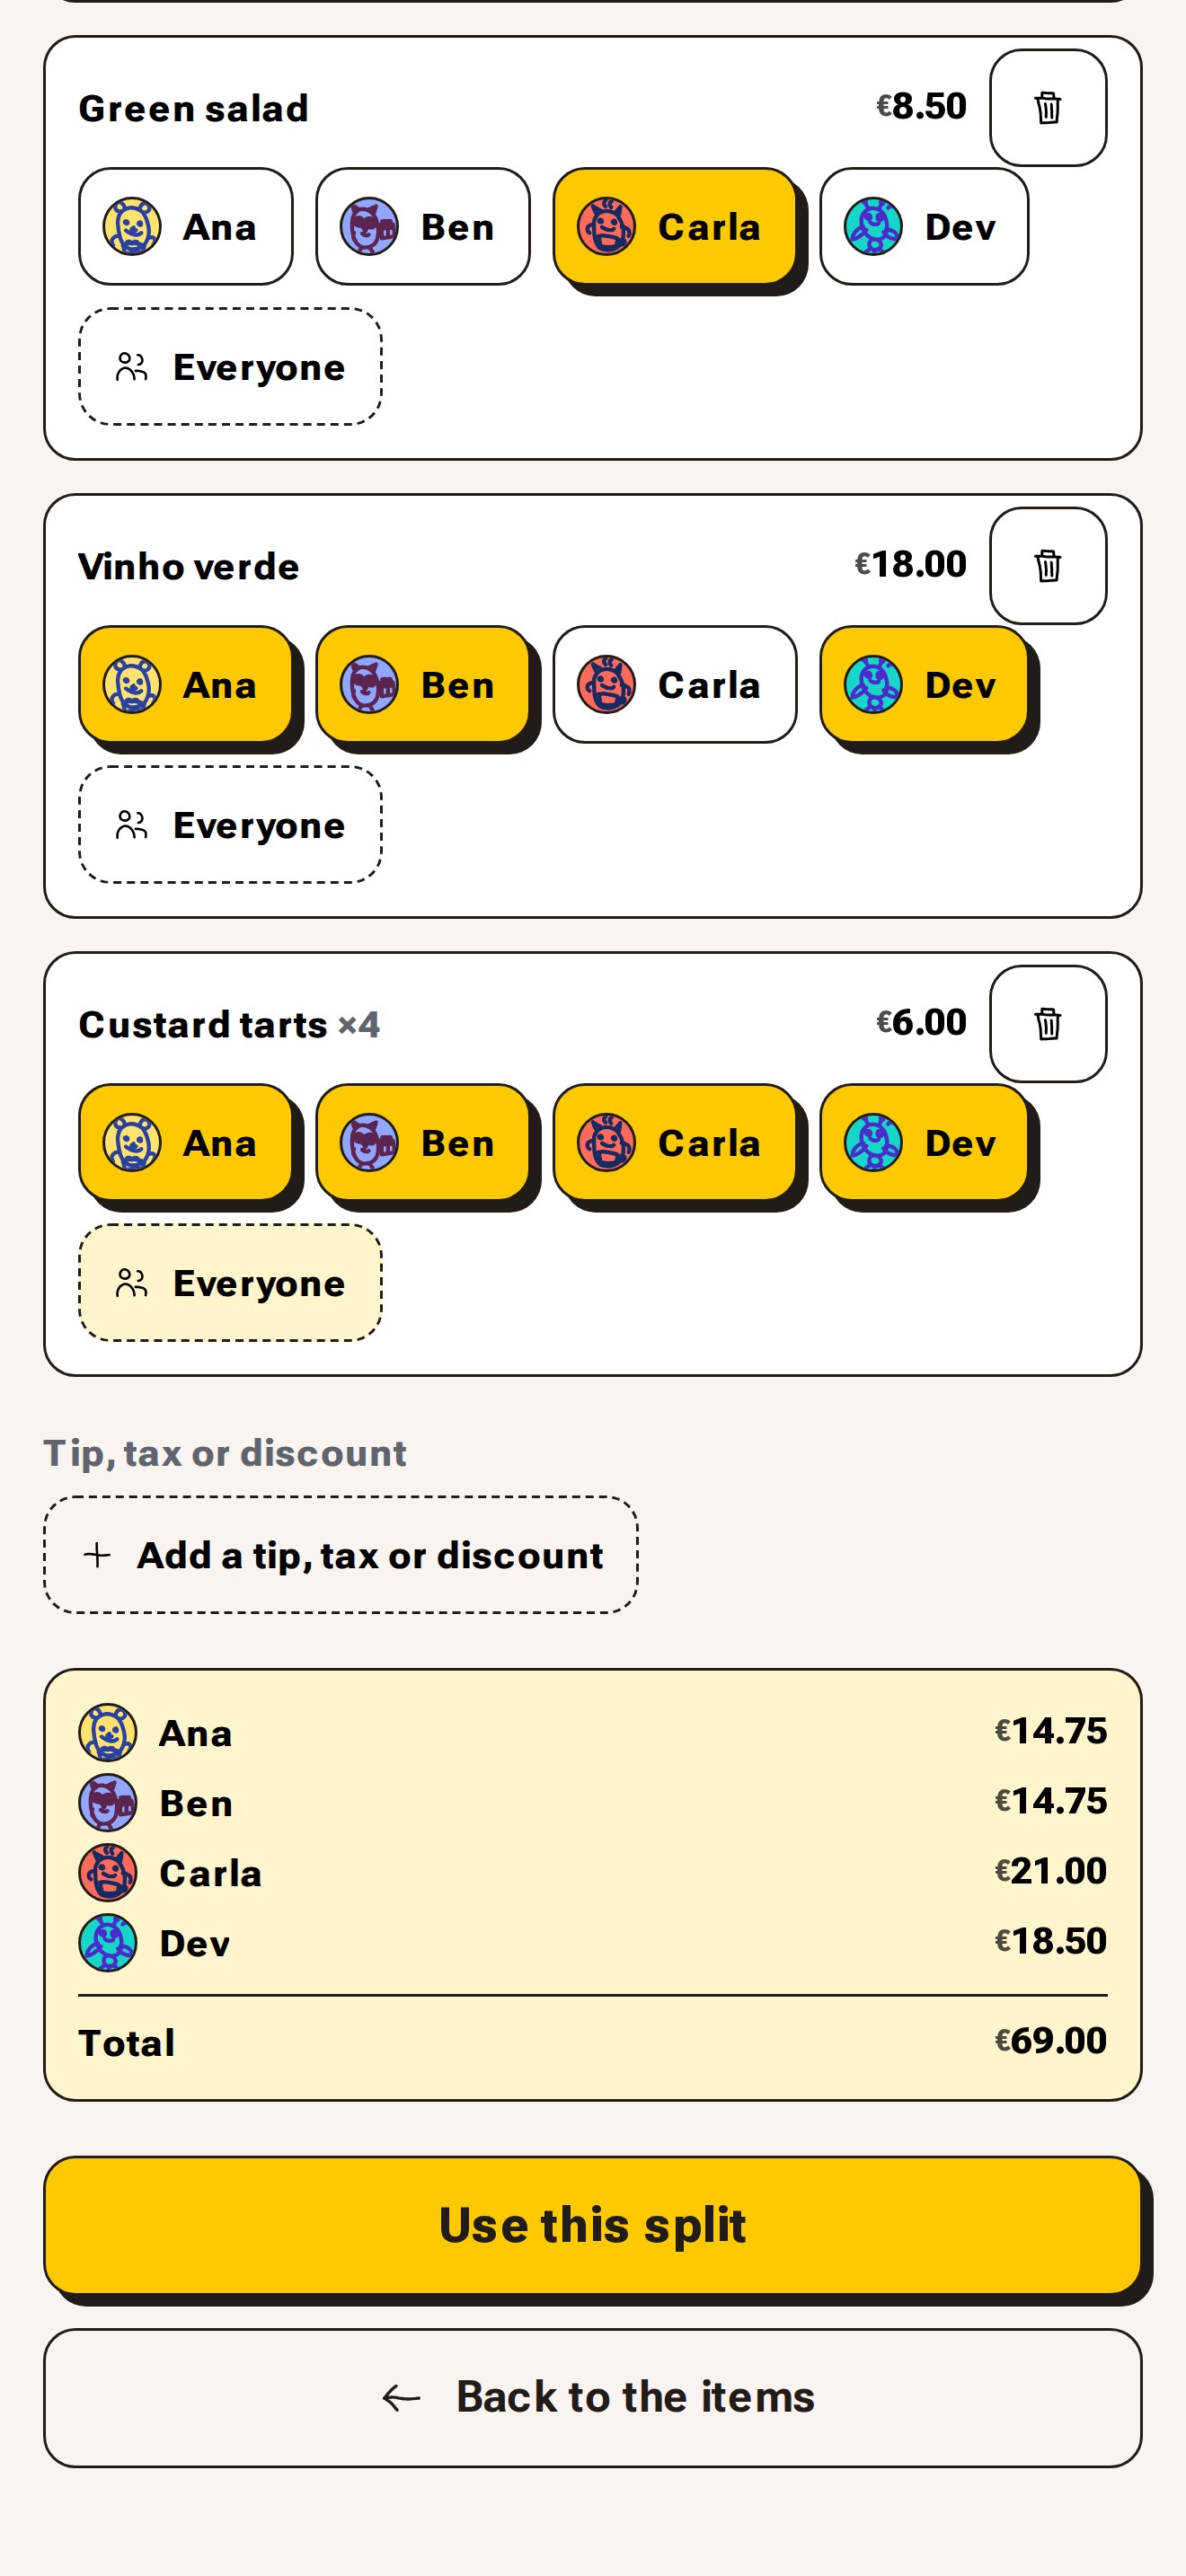 Green salad €8.50
Ana Ben Carla Dev
Everyone
Vinho verde €18.00
Ana Ben Carla Dev
Everyone
Custard tarts ×4 €6.00
Ana Ben Carla Dev
Everyone
Tip, tax or discount
Add a tip, tax or discount
Ana €14.75
Ben €14.75
Carla €21.00
Dev €18.50
Total €69.00
Use this split
Back to the items